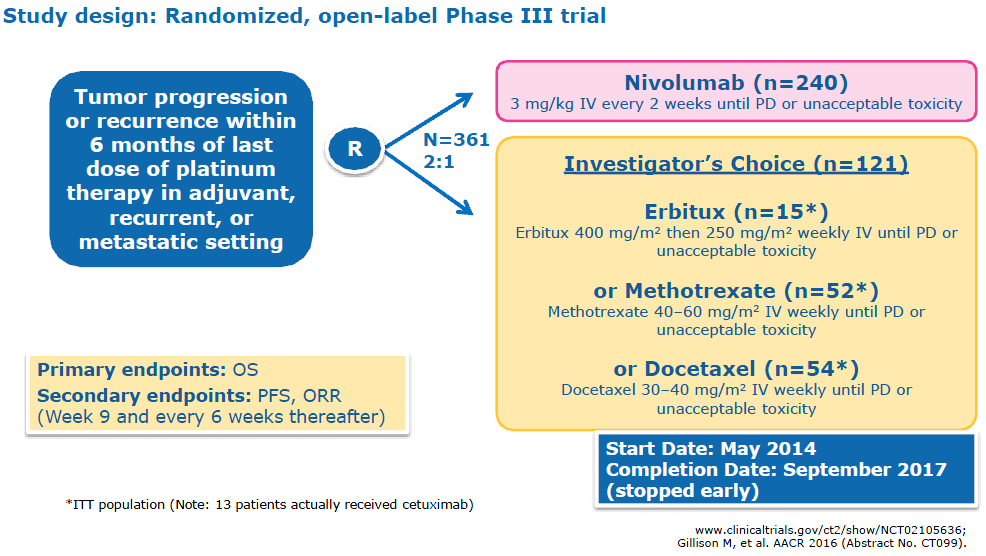 Study design: Randomized, open-label Phase III trial
Tumor progression
or recurrence within
6 months of last
dose of platinum
therapy in adjuvant,
recurrent, or
metastatic setting
R
N=361
2:1
Nivolumab (n=240)
3 mg/kg IV every 2 weeks until PD or unacceptable toxicity
Investigator's Choice (n=121)
Erbitux (n=15*)
Erbitux 400 mg/m² then 250 mg/m² weekly IV until PD or
unacceptable toxicity
or Methotrexate (n=52*)
Methotrexate 40–60 mg/m² IV weekly until PD or
unacceptable toxicity
or Docetaxel (n=54*)
Docetaxel 30–40 mg/m² IV weekly until PD or
unacceptable toxicity
Primary endpoints: OS
Secondary endpoints: PFS, ORR
(Week 9 and every 6 weeks thereafter)
Start Date: May 2014
Completion Date: September 2017
(stopped early)
*ITT population (Note: 13 patients actually received cetuximab)
www.clinicaltrials.gov/ct2/show/NCT02105636;
Gillison M, et al. AACR 2016 (Abstract No. CT099).